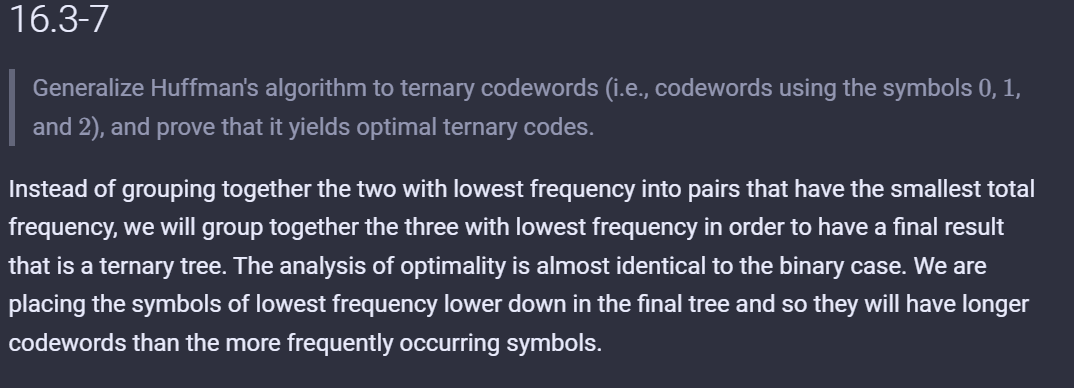 16.3-7
Generalize Huffman's algorithm to ternary codewords (i.e., codewords using the symbols 0, 1,
and 2), and prove that it yields optimal ternary codes.
Instead of grouping together the two with lowest frequency into pairs that have the smallest total
frequency, we will group together the three with lowest frequency in order to have a final result
that is a ternary tree. The analysis of optimality is almost identical to the binary case. We are
placing the symbols of lowest frequency lower down in the final tree and so they will have longer
codewords than the more frequently occurring symbols.